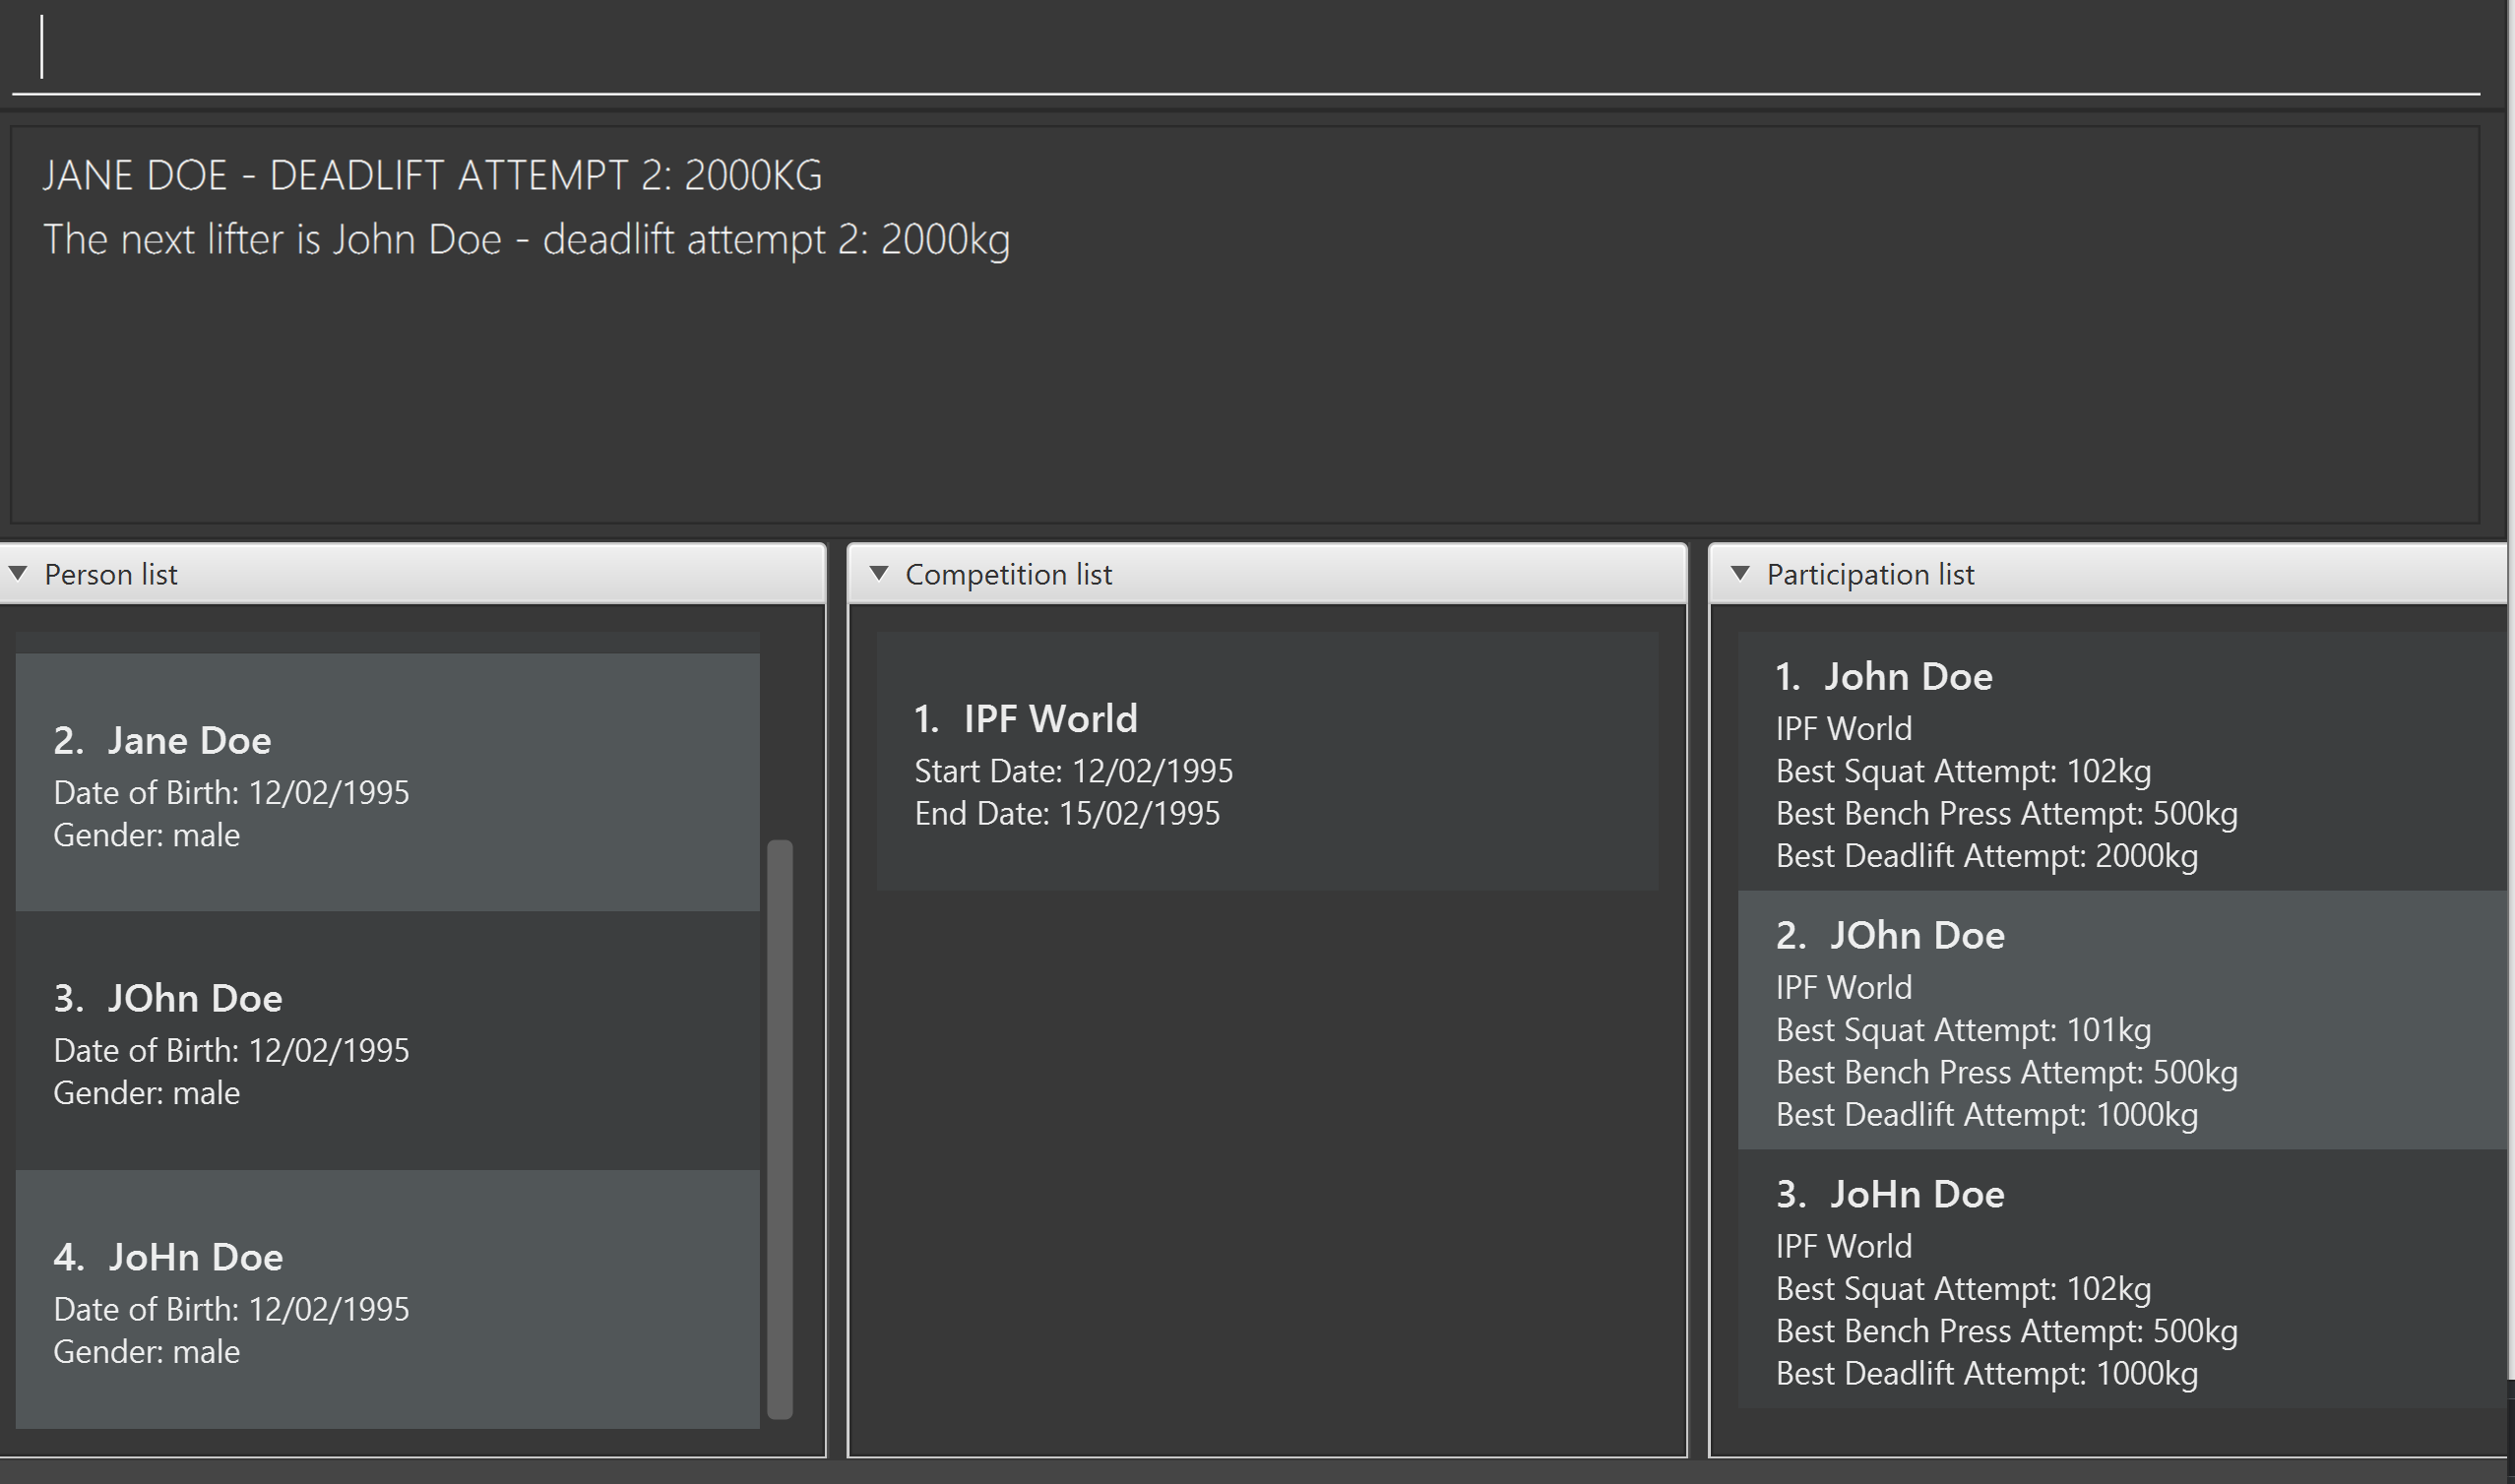 JANE DOE - DEADLIFT ATTEMPT 2: 2000KG
The next lifter is John Doe - deadlift attempt 2: 2000kg
Person list
2. Jane Doe
Date of Birth: 12/02/1995
Gender: male
3. JOhn Doe
Date of Birth: 12/02/1995
Gender: male
4. JoHn Doe
Date of Birth: 12/02/1995
Gender: male
Competition list
1. IPF World
Start Date: 12/02/1995
End Date: 15/02/1995
Participation list
1. John Doe
IPF World
Best Squat Attempt: 102kg
Best Bench Press Attempt: 500kg
Best Deadlift Attempt: 2000kg
2. JOhn Doe
IPF World
Best Squat Attempt: 101kg
Best Bench Press Attempt: 500kg
Best Deadlift Attempt: 1000kg
3. JoHn Doe
IPF World
Best Squat Attempt: 102kg
Best Bench Press Attempt: 500kg
Best Deadlift Attempt: 1000kg